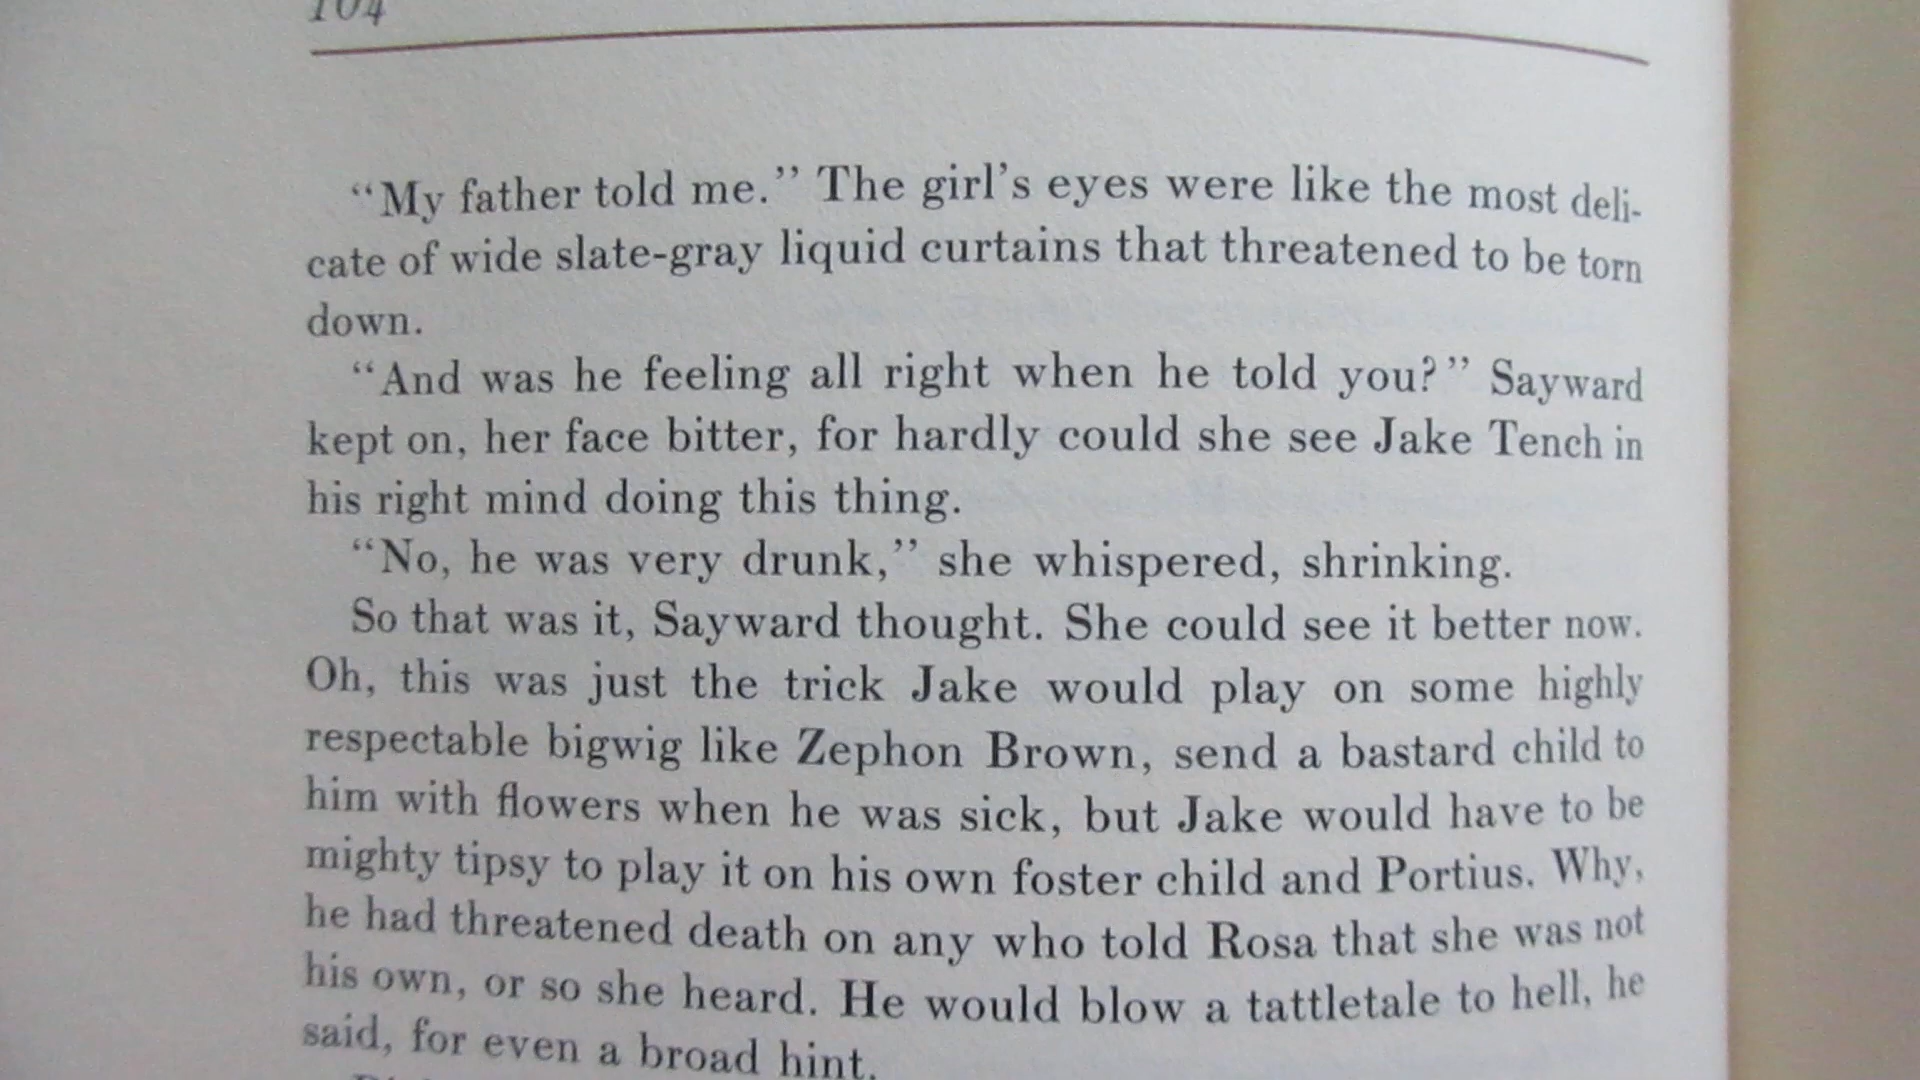 104
“My father told me.” The girl’s eyes were like the most deli-
cate of wide slate-gray liquid curtains that threatened to be torn
down.
“And was he feeling all right when he told you?” Sayward
kept on, her face bitter, for hardly could she see Jake Tench in
his right mind doing this thing.
“No, he was very drunk,” she whispered, shrinking.
So that was it, Sayward thought. She could see it better now.
Oh, this was just the trick Jake would play on some highly
respectable bigwig like Zephon Brown, send a bastard child to
him with flowers when he was sick, but Jake would have to be
mighty tipsy to play it on his own foster child and Portius. Why,
he had threatened death on any who told Rosa that she was not
his own, or so she heard. He would blow a tattletale to hell, he
said, for even a broad hint.